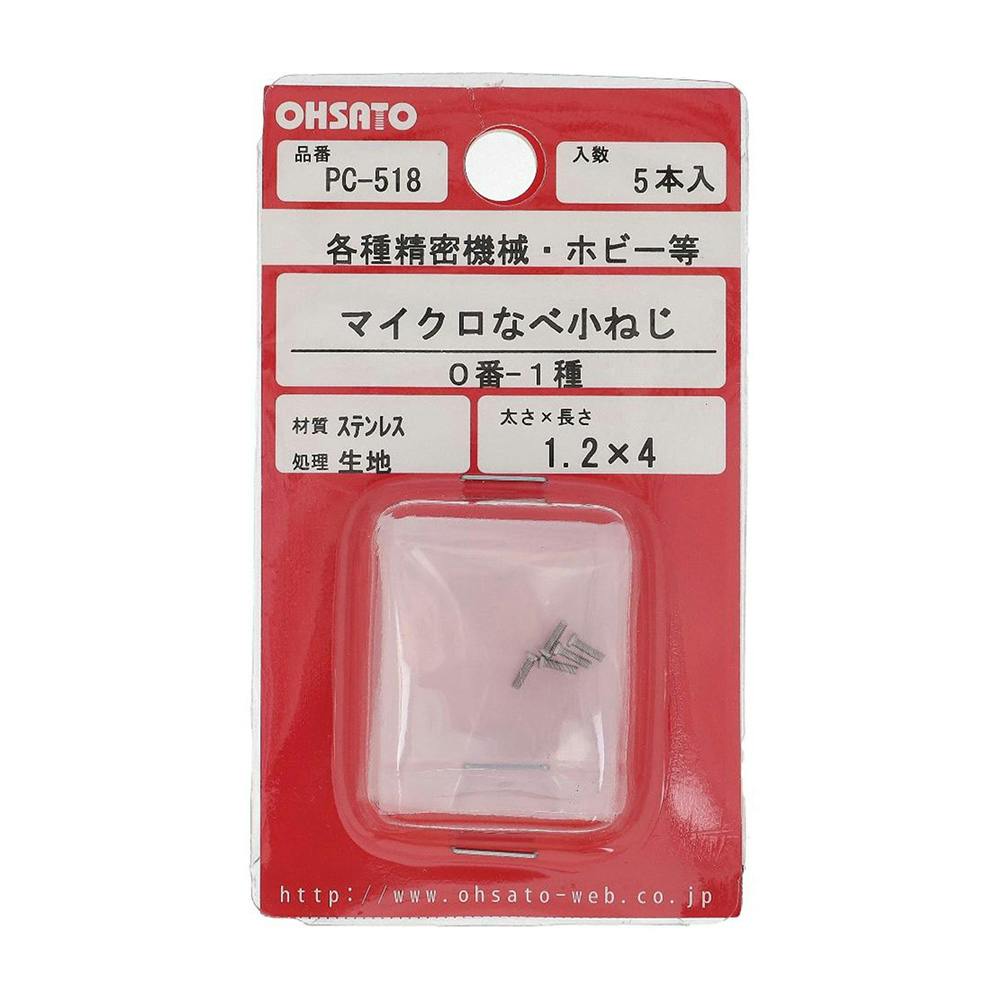 OHSATO
品番
PC-518
入数
5本入
各種精密機械・ホビー等
マイクロなべ小ねじ
0番-1種
材質 ステンレス
処理 生地
太さ×長さ
1.2×4
http://www.ohsato-web.co.jp